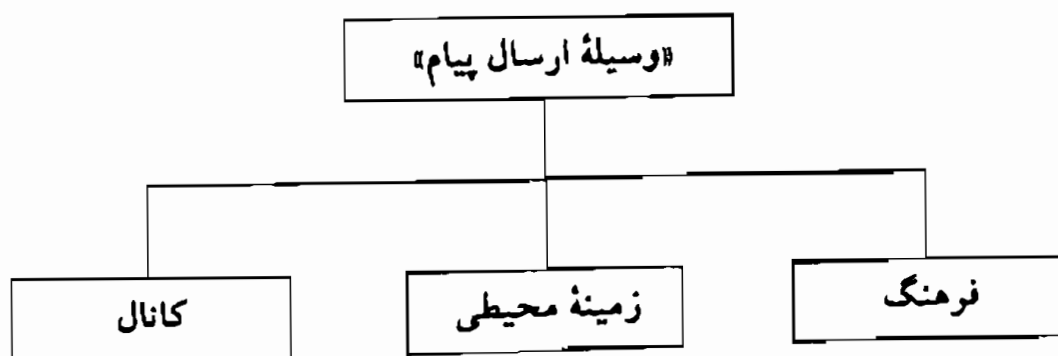 «وسیلهٔ ارسال پیام»
فرهنگ
زمینهٔ محیطی
کانال